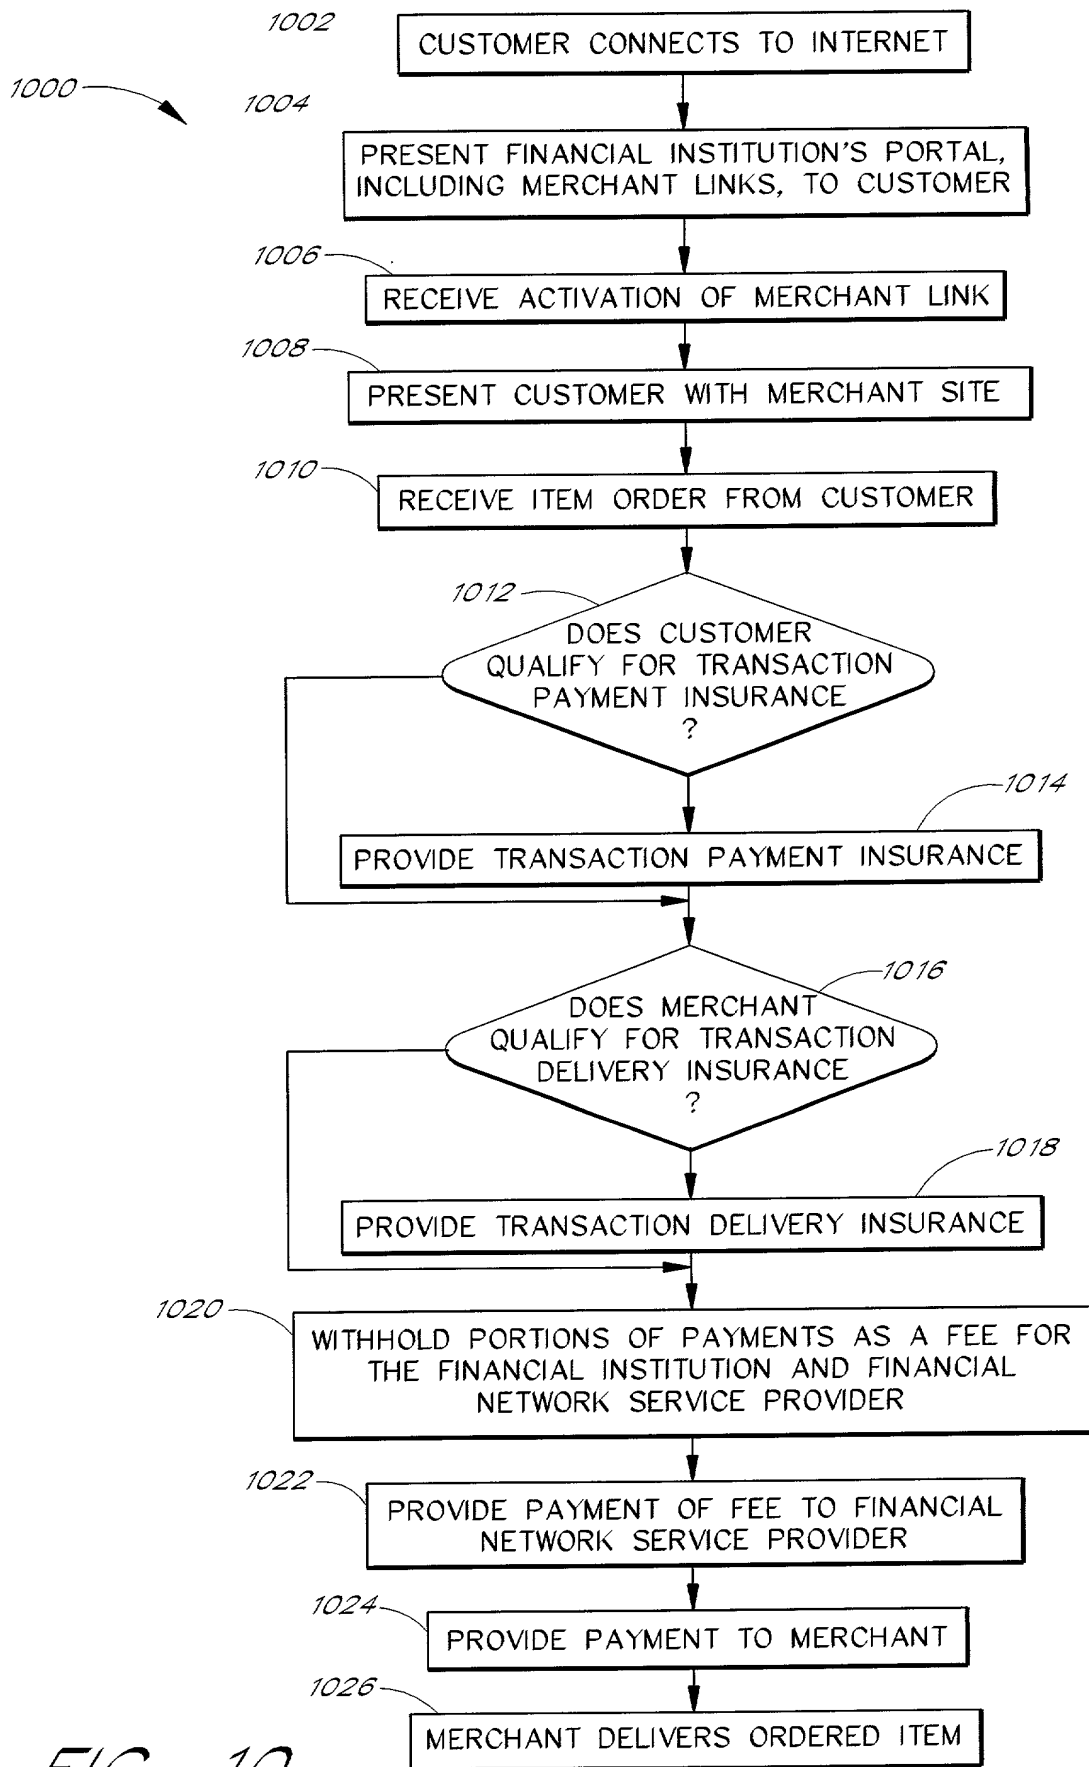 1002
CUSTOMER CONNECTS TO INTERNET
1000
1004
PRESENT FINANCIAL INSTITUTION'S PORTAL,
INCLUDING MERCHANT LINKS, TO CUSTOMER
1006
RECEIVE ACTIVATION OF MERCHANT LINK
1008
PRESENT CUSTOMER WITH MERCHANT SITE
1010
RECEIVE ITEM ORDER FROM CUSTOMER
1012
DOES CUSTOMER
QUALIFY FOR TRANSACTION
PAYMENT INSURANCE
?
1014
PROVIDE TRANSACTION PAYMENT INSURANCE
1016
DOES MERCHANT
QUALIFY FOR TRANSACTION
DELIVERY INSURANCE
?
1018
PROVIDE TRANSACTION DELIVERY INSURANCE
1020
WITHHOLD PORTIONS OF PAYMENTS AS A FEE FOR
THE FINANCIAL INSTITUTION AND FINANCIAL
NETWORK SERVICE PROVIDER
1022
PROVIDE PAYMENT OF FEE TO FINANCIAL
NETWORK SERVICE PROVIDER
1024
PROVIDE PAYMENT TO MERCHANT
1026
MERCHANT DELIVERS ORDERED ITEM
FIG. 10